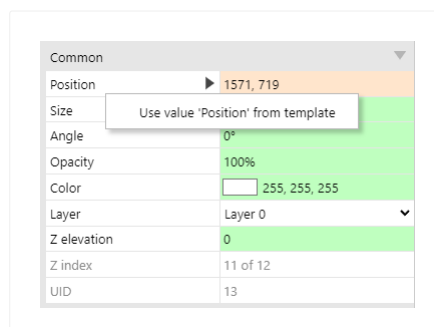 Common
Position 1571, 719
Size
Use value 'Position' from template
Angle 0°
Opacity 100%
Color 255, 255, 255
Layer Layer 0
Z elevation 0
Z index 11 of 12
UID 13